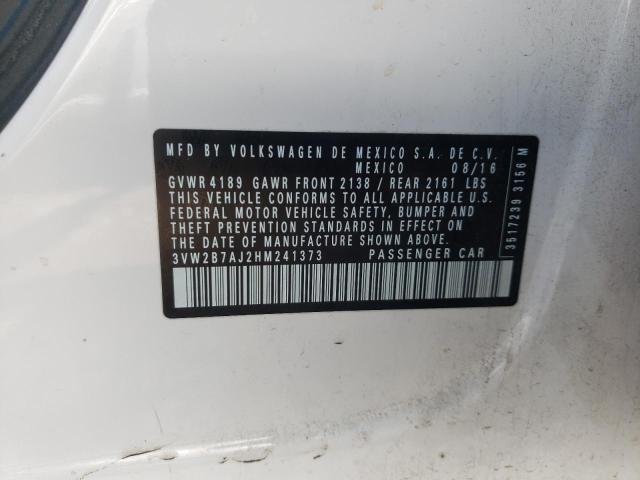 MFD BY VOLKSWAGEN DE MEXICO S.A. DE C.V.
MEXICO 08/16
GVWR 4189 GAWR FRONT 2138 / REAR 2161 LBS
THIS VEHICLE CONFORMS TO ALL APPLICABLE U.S.
FEDERAL MOTOR VEHICLE SAFETY, BUMPER AND
THEFT PREVENTION STANDARDS IN EFFECT ON
THE DATE OF MANUFACTURE SHOWN ABOVE.
3VW2B7AJ2HM241373 PASSENGER CAR
3517239 3156 M